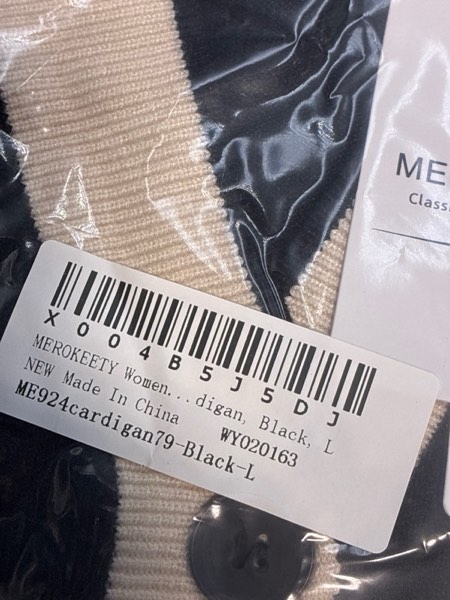 ME
Class
X004B5J5DJ
MEROKEETY Women...digan, Black, L
NEW Made In China WY020163
ME924cardigan79-Black-L